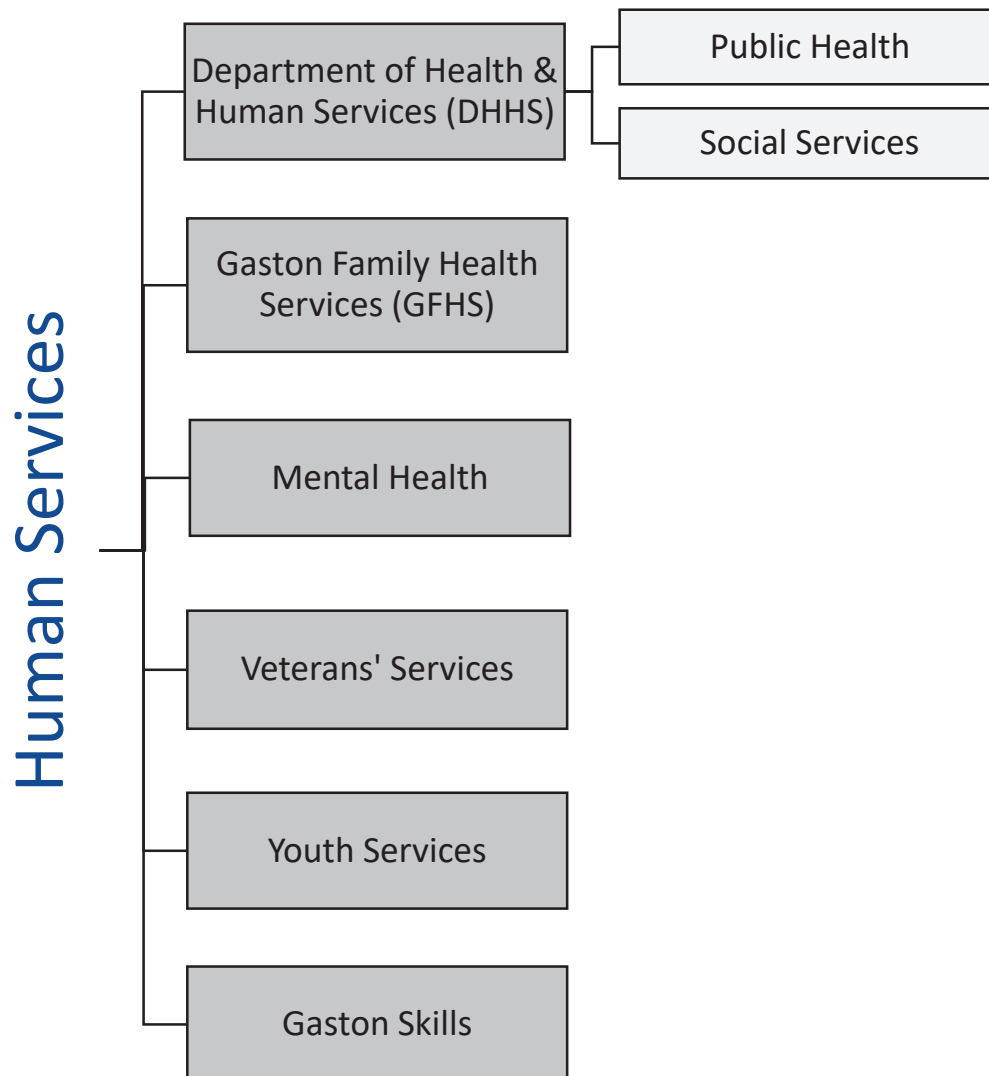 Human Services
Department of Health &
Human Services (DHHS)
Public Health
Social Services
Gaston Family Health
Services (GFHS)
Mental Health
Veterans' Services
Youth Services
Gaston Skills